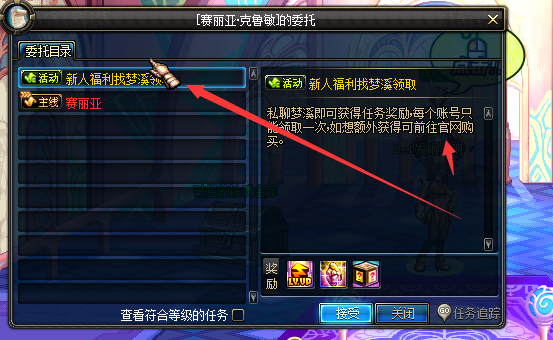 [赛丽亚·克鲁敏]的委托
委托目录
活动 新人福利找梦溪领
主线 赛丽亚
活动 新人福利找梦溪领取
私聊梦溪即可获得任务奖励,每个账号只
能领取一次,如想额外获得可前往官网购
买。
奖
励
LV.UP
查看符合等级的任务
接受
关闭
GO 任务追踪